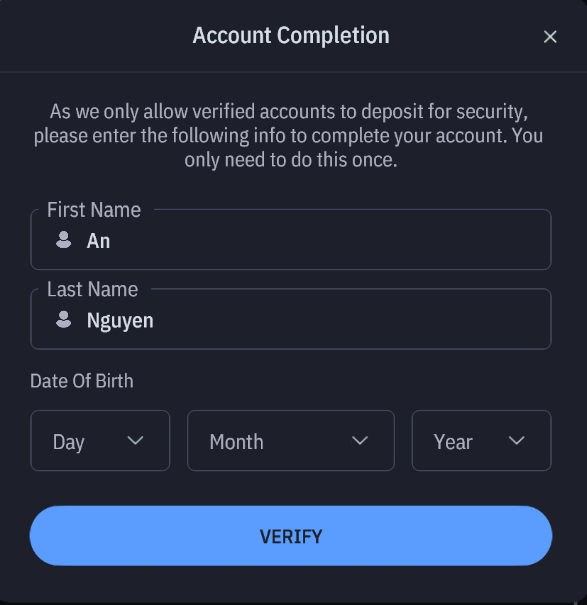 Account Completion
As we only allow verified accounts to deposit for security,
please enter the following info to complete your account. You
only need to do this once.
First Name
An
Last Name
Nguyen
Date Of Birth
Day Month Year
VERIFY